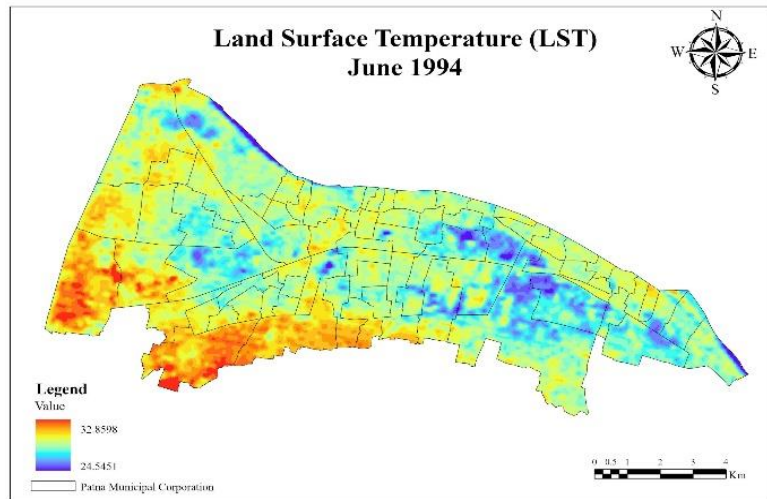 Land Surface Temperature (LST)
June 1994
N
W E
S
Legend
Value
32.8598
24.5451
Patna Municipal Corporation
0 0.5 1 2 3 4
Km